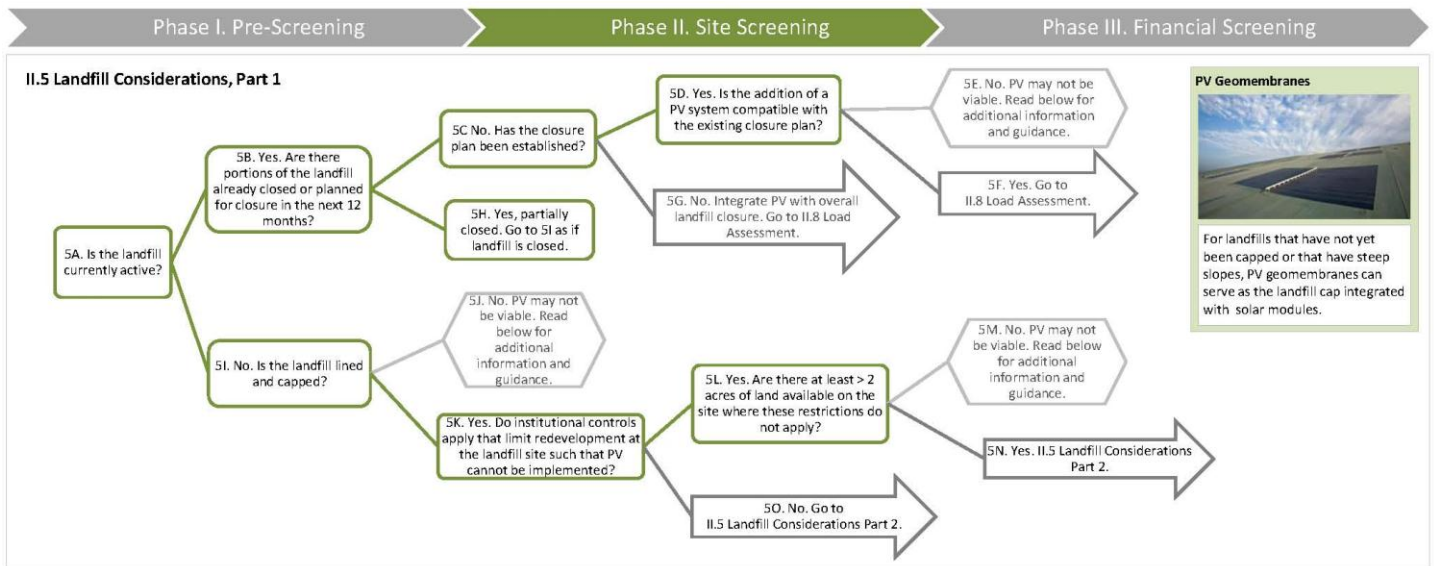 Phase I. Pre-Screening
Phase II. Site Screening
Phase III. Financial Screening
II.5 Landfill Considerations, Part 1
5A. Is the landfill
currently active?
5B. Yes. Are there
portions of the landfill
already closed or planned
for closure in the next 12
months?
5C No. Has the closure
plan been established?
5D. Yes. Is the addition of a
PV system compatible with
the existing closure plan?
5E. No. PV may not be
viable. Read below for
additional information
and guidance.
5F. Yes. Go to
II.8 Load Assessment.
5G. No. Integrate PV with overall
landfill closure. Go to II.8 Load
Assessment.
5H. Yes, partially
closed. Go to 5I as if
landfill is closed.
5I. No. Is the landfill lined
and capped?
5J. No. PV may not
be viable. Read
below for
additional
information and
guidance.
5K. Yes. Do institutional controls
apply that limit redevelopment at
the landfill site such that PV
cannot be implemented?
5L. Yes. Are there at least > 2
acres of land available on the
site where these restrictions do
not apply?
5M. No. PV may not
be viable. Read below
for additional
information and
guidance.
5N. Yes. II.5 Landfill Considerations
Part 2.
5O. No. Go to
II.5 Landfill Considerations Part 2.
PV Geomembranes
For landfills that have not yet
been capped or that have steep
slopes, PV geomembranes can
serve as the landfill cap integrated
with solar modules.